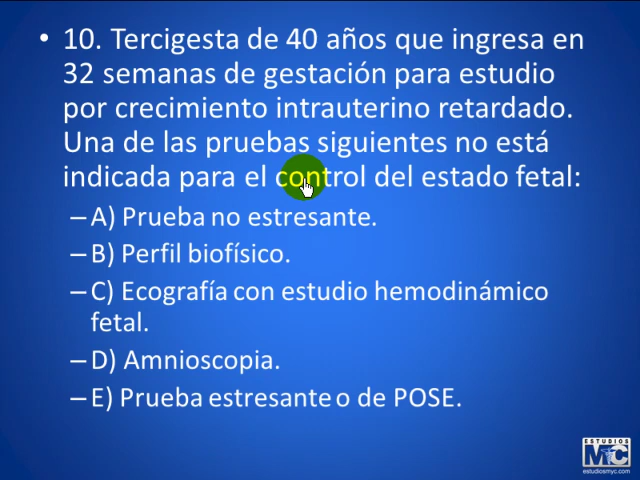 • 10. Tercigesta de 40 años que ingresa en
32 semanas de gestación para estudio
por crecimiento intrauterino retardado.
Una de las pruebas siguientes no está
indicada para el control del estado fetal:
– A) Prueba no estresante.
– B) Perfil biofísico.
– C) Ecografía con estudio hemodinámico
fetal.
– D) Amnioscopia.
– E) Prueba estresante o de POSE.
ESTUDIOS
MyC
estudiosmyc.com